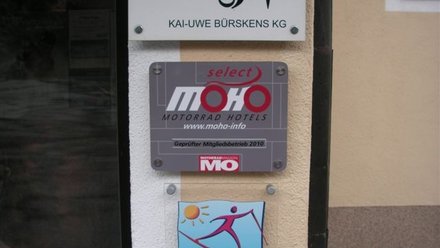 KAI-UWE BÜRSKENS KG
select
MOHO
MOTORRAD HOTELS
www.moho-info
Geprüfter Mitgliedsbetrieb 2010
MO